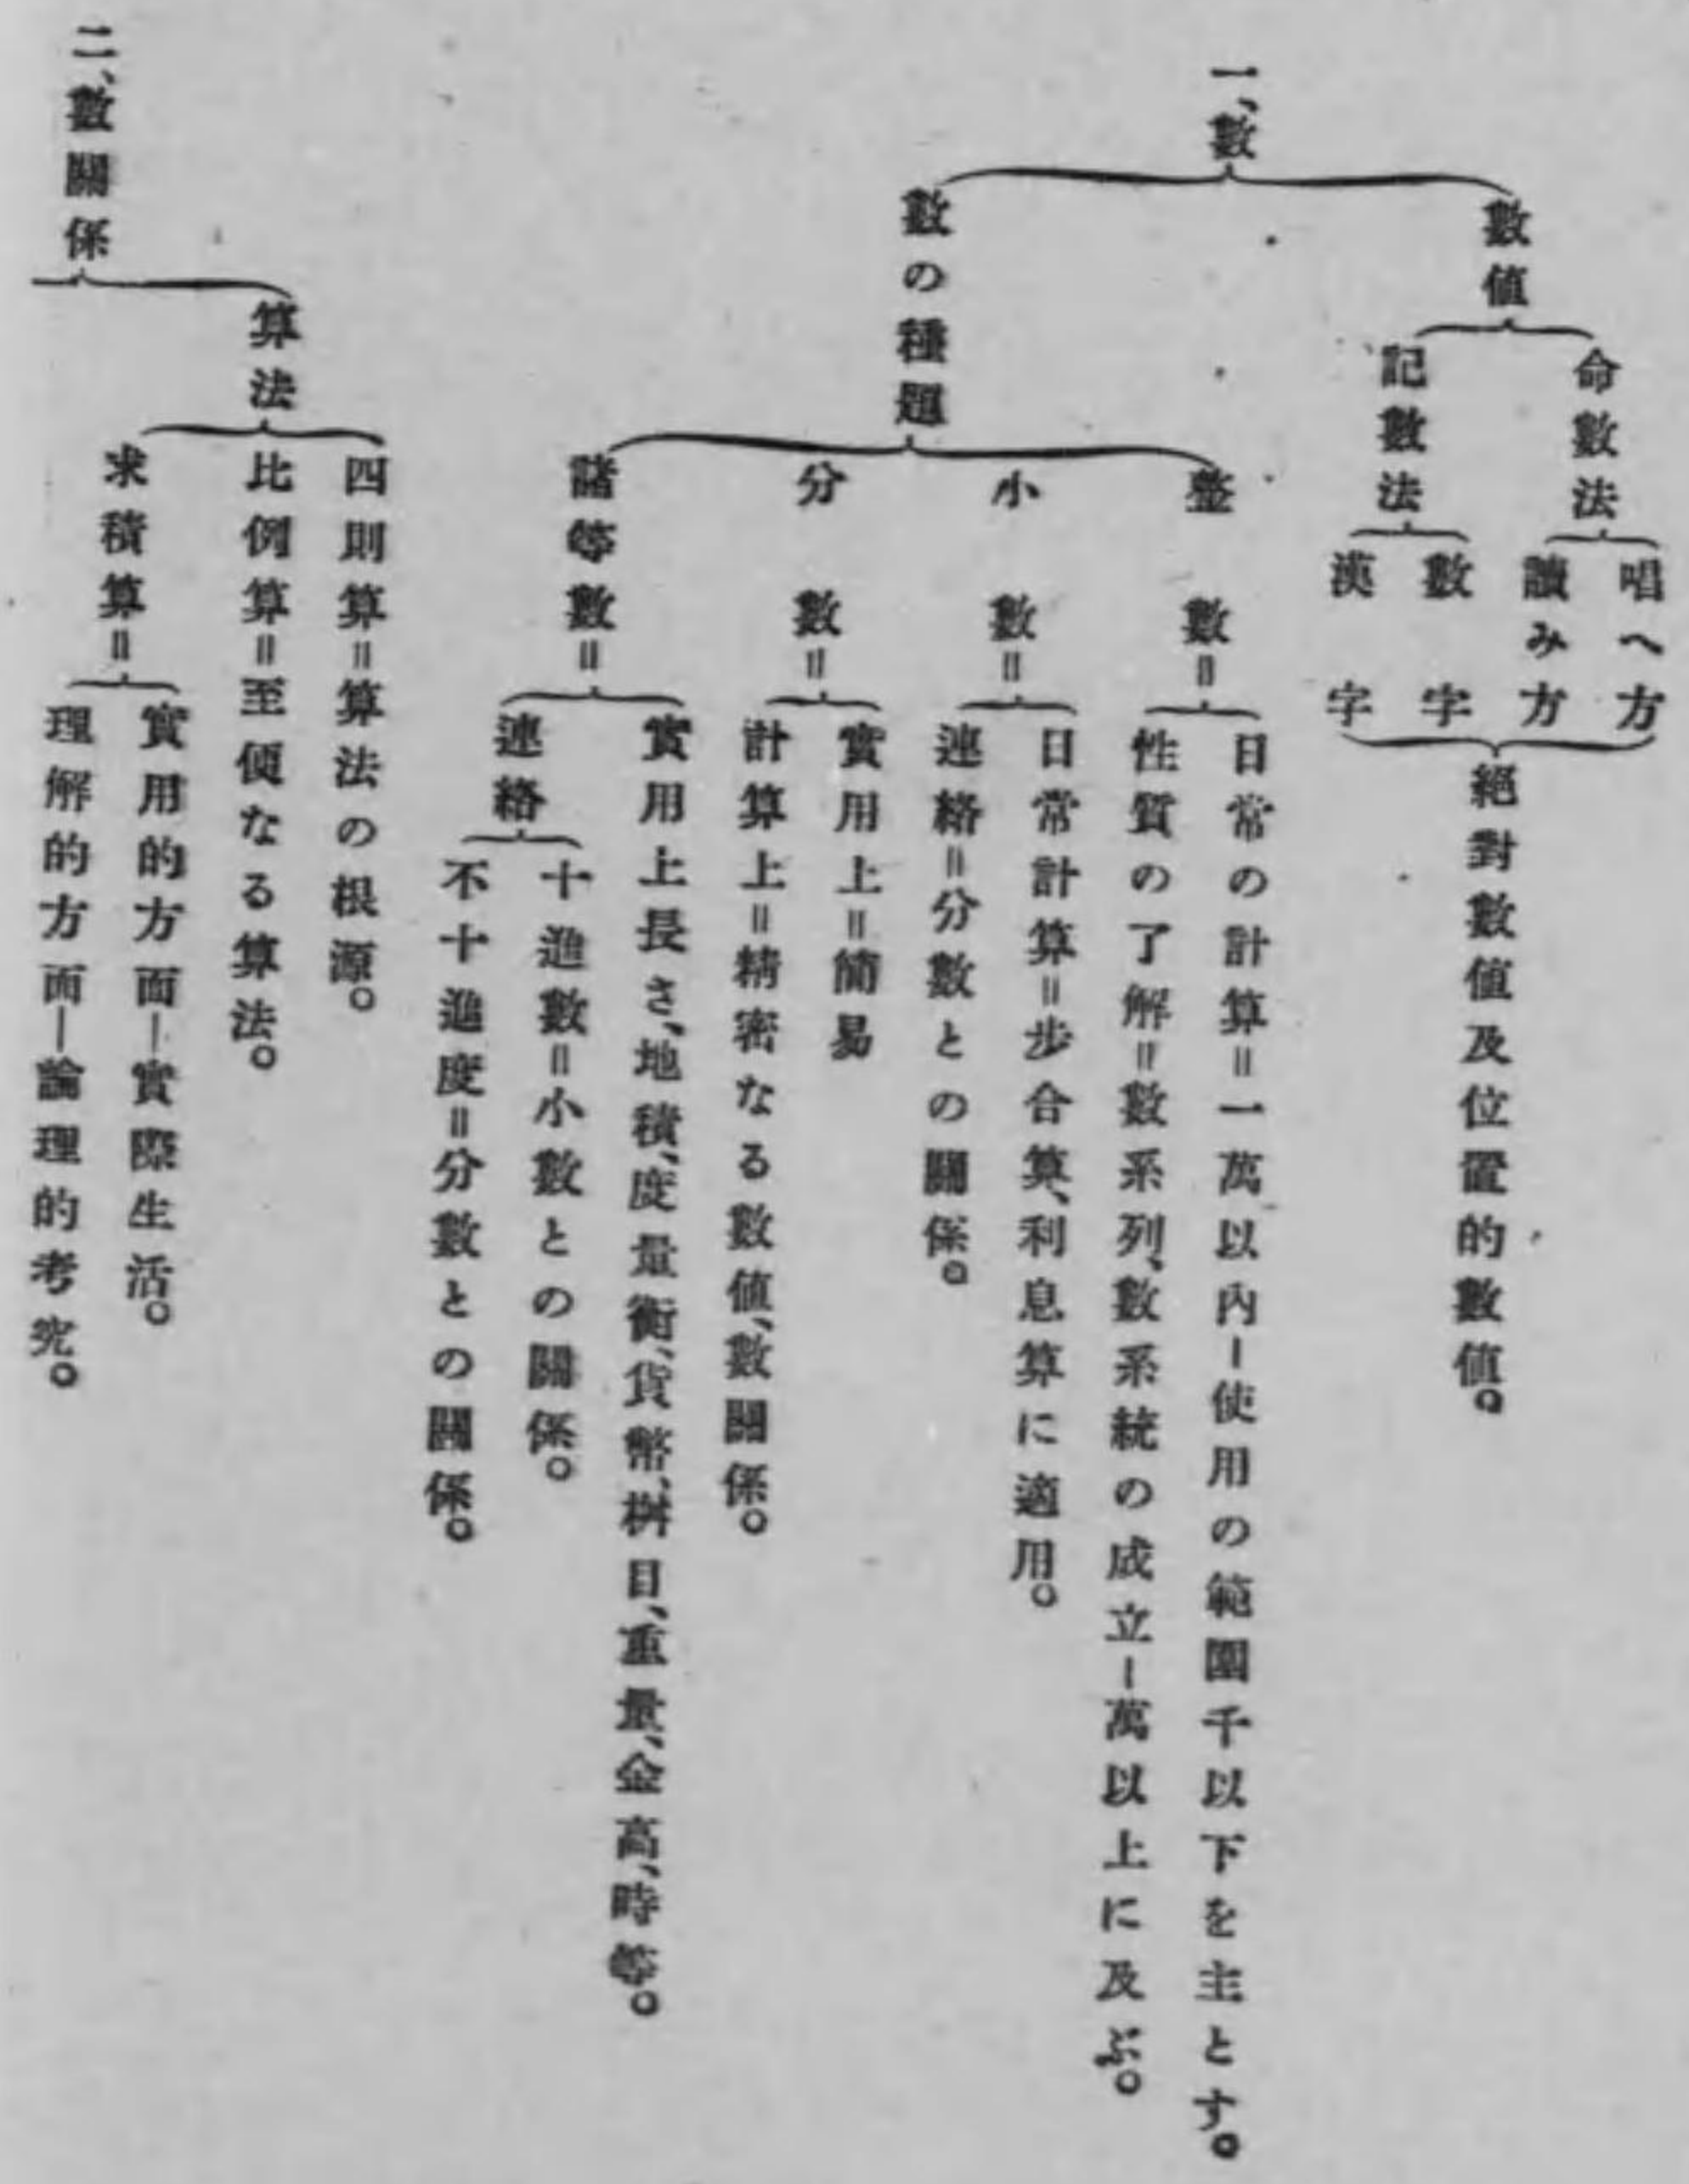 一、數
數值
命數法
唱へ方
讀み方
記數法
數字
漢字
絕對數值及位置的數值。
數の種題
整數＝
日常の計算＝一萬以內－使用の範圍千以下を主とす。
性質の了解＝數系列、數系統の成立－萬以上に及ぶ。
小數＝
日常計算＝步合算、利息算に適用。
連絡＝分數との關係。
分數＝
實用上＝簡易
計算上＝精密なる數値、數關係。
諸等數＝
實用上長さ、地積、度量衡、貨幣、桝目、重量、金高、時等。
連絡
十進數＝小數との關係。
不十進度＝分數との關係。
二、數關係
算法
四則算＝算法の根源。
比例算＝至便なる算法。
求積算＝
實用的方面－實際生活。
理解的方面－論理的考究。